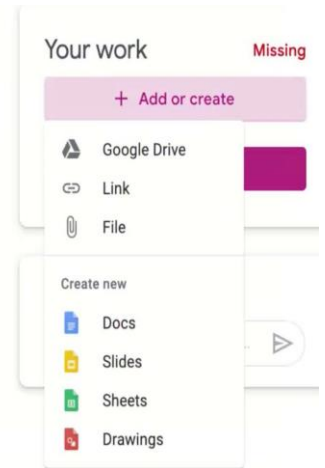 Your work Missing
+ Add or create
Google Drive
Link
File
Create new
Docs
Slides
Sheets
Drawings